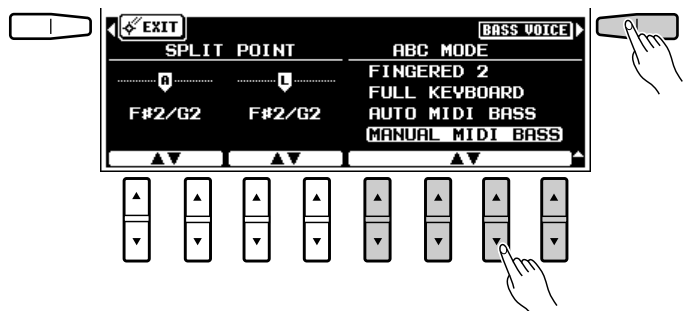 EXIT
BASS VOICE
SPLIT POINT
ABC MODE
A
L
F#2/G2
F#2/G2
FINGERED 2
FULL KEYBOARD
AUTO MIDI BASS
MANUAL MIDI BASS